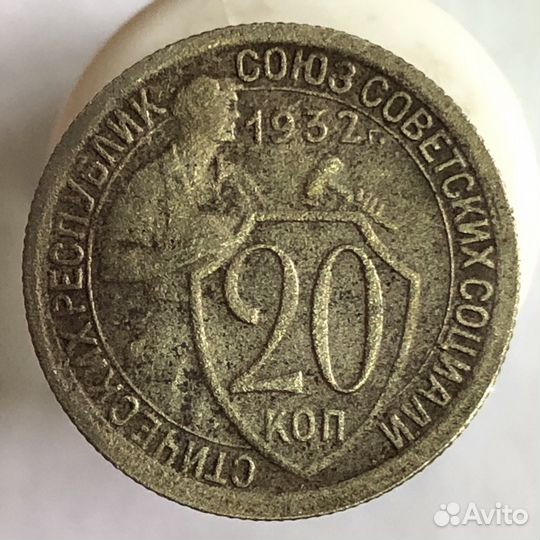 СОЮЗ СОВЕТСКИХ СОЦИАЛИ
СТИЧЕСКИХ РЕСПУБЛИК
1932г.
20
КОП
Avito